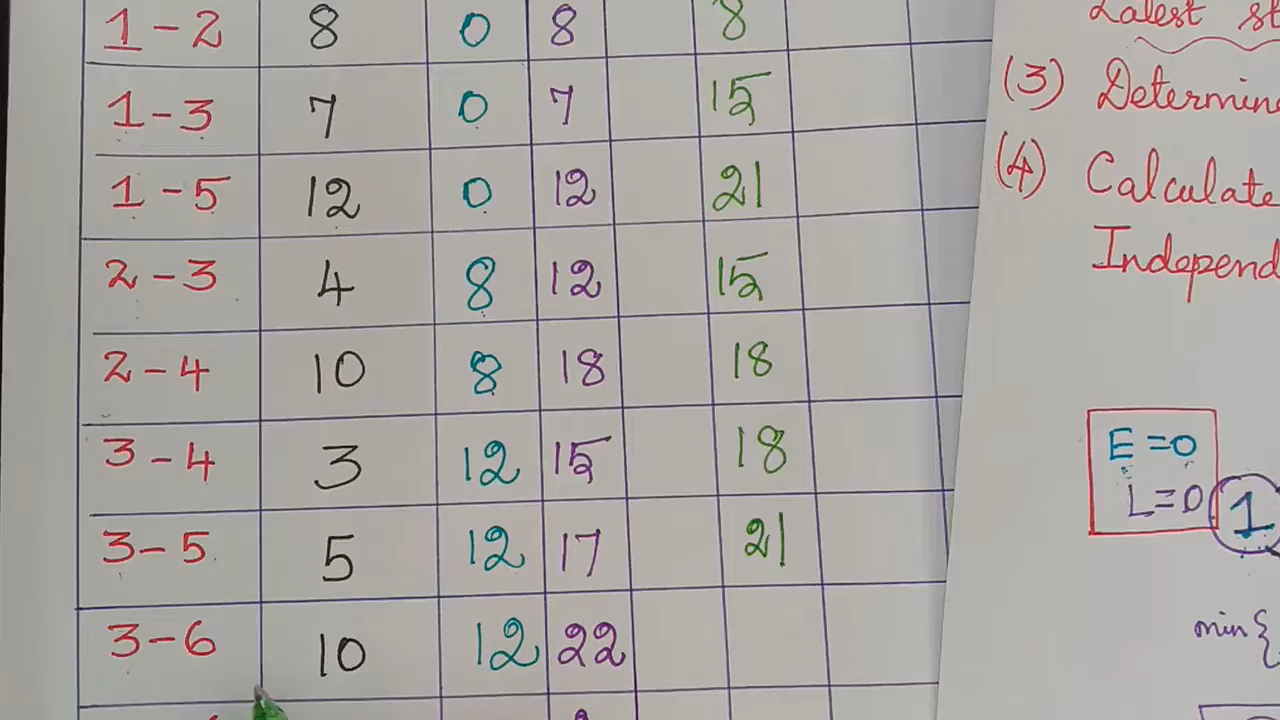 1 - 2 8 0 8 8
1 - 3 7 0 7 15
1 - 5 12 0 12 21
2 - 3 4 8 12 15
2 - 4 10 8 18 18
3 - 4 3 12 15 18
3 - 5 5 12 17 21
3 - 6 10 12 22
Latest
(3) Determine
(4) Calculate
Independ
E = 0
L = 0
1
min {